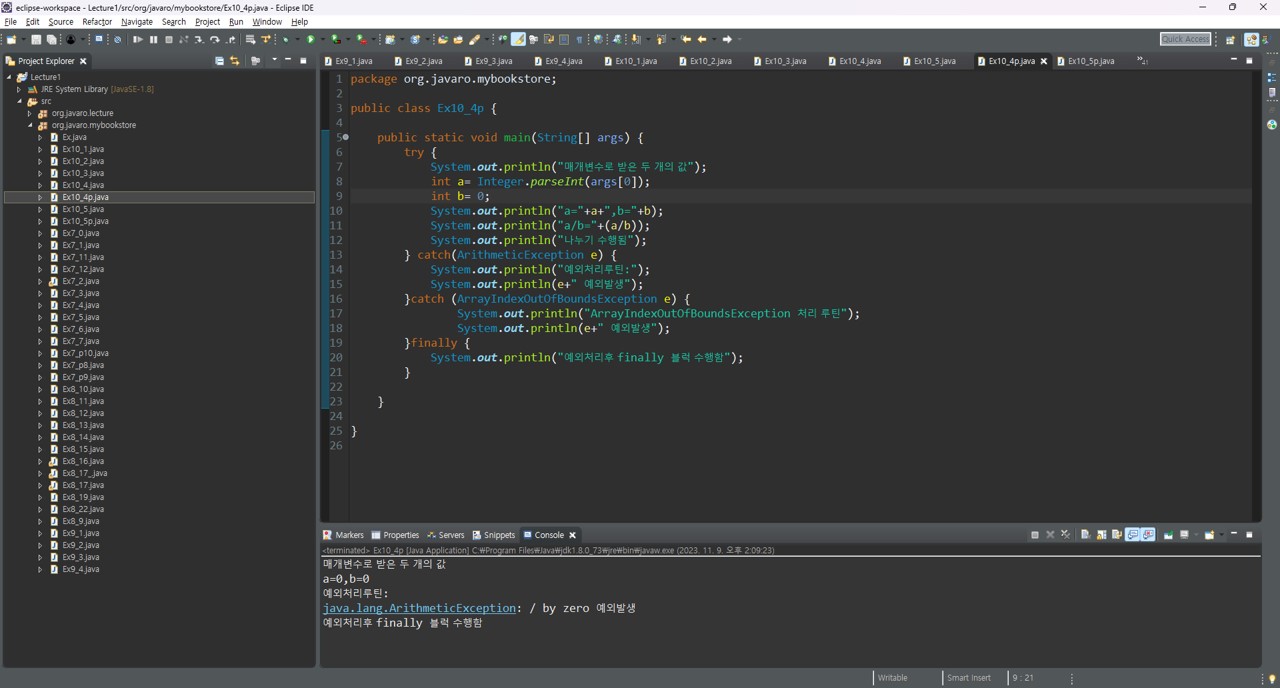 eclipse-workspace - Lecture1/src/org/javaro/mybookstore/Ex10_4p.java - Eclipse IDE
File Edit Source Refactor Navigate Search Project Run Window Help
Quick Access
Project Explorer
Ex9_1.java Ex9_2.java Ex9_3.java Ex9_4.java Ex10_1.java Ex10_2.java Ex10_3.java Ex10_4.java Ex10_5.java Ex10_4p.java Ex10_5p.java
Lecture1
JRE System Library [JavaSE-1.8]
src
org.javaro.lecture
org.javaro.mybookstore
Ex.java
Ex10_1.java
Ex10_2.java
Ex10_3.java
Ex10_4.java
Ex10_4p.java
Ex10_5.java
Ex10_5p.java
Ex7_0.java
Ex7_1.java
Ex7_11.java
Ex7_12.java
Ex7_2.java
Ex7_3.java
Ex7_4.java
Ex7_5.java
Ex7_6.java
Ex7_7.java
Ex7_p10.java
Ex7_p8.java
Ex7_p9.java
Ex8_10.java
Ex8_11.java
Ex8_12.java
Ex8_13.java
Ex8_14.java
Ex8_15.java
Ex8_16.java
Ex8_17_.java
Ex8_17.java
Ex8_19.java
Ex8_22.java
Ex8_9.java
Ex9_1.java
Ex9_2.java
Ex9_3.java
Ex9_4.java
1 package org.javaro.mybookstore;
2
3 public class Ex10_4p {
4
5 public static void main(String[] args) {
6 try {
7 System.out.println("매개변수로 받은 두 개의 값");
8 int a= Integer.parseInt(args[0]);
9 int b= 0;
10 System.out.println("a="+a+",b="+b);
11 System.out.println("a/b="+(a/b));
12 System.out.println("나누기 수행됨");
13 } catch(ArithmeticException e) {
14 System.out.println("예외처리루틴:");
15 System.out.println(e+" 예외발생");
16 }catch (ArrayIndexOutOfBoundsException e) {
17 System.out.println("ArrayIndexOutOfBoundsException 처리 루틴");
18 System.out.println(e+" 예외발생");
19 }finally {
20 System.out.println("예외처리후 finally 블럭 수행함");
21 }
22
23 }
24
25 }
26
Markers Properties Servers Snippets Console
<terminated> Ex10_4p [Java Application] C:₩Program Files₩Java₩jdk1.8.0_73₩jre₩bin₩javaw.exe (2023. 11. 9. 오후 2:09:23)
매개변수로 받은 두 개의 값
a=0,b=0
예외처리루틴:
java.lang.ArithmeticException: / by zero 예외발생
예외처리후 finally 블럭 수행함
Writable Smart Insert 9 : 21